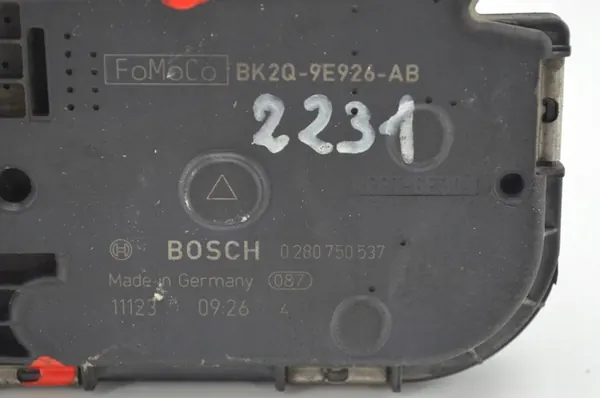 FoMoCo BK2Q-9E926-AB
2231
BOSCH 0 280 750 537
Made in Germany 087
11123 09:26 4